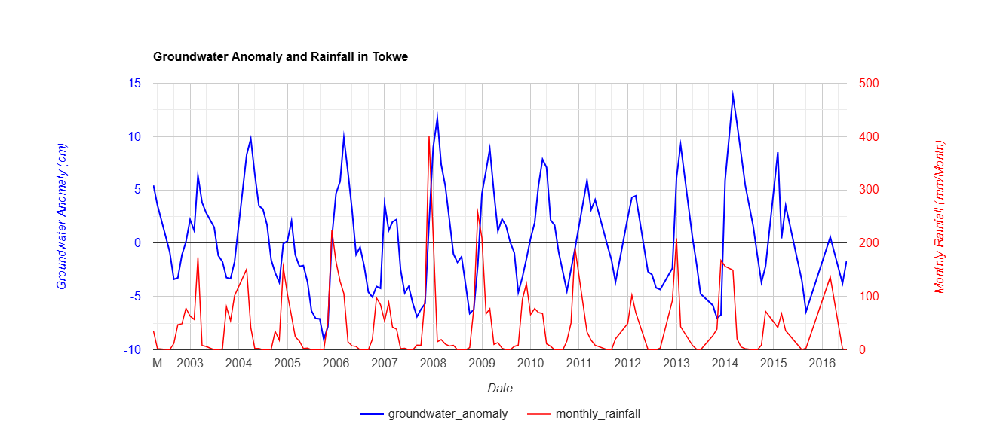 Groundwater Anomaly and Rainfall in Tokwe
15
10
5
0
-5
-10
Groundwater Anomaly (cm)
500
400
300
200
100
0
Monthly Rainfall (mm/Month)
M 2003 2004 2005 2006 2007 2008 2009 2010 2011 2012 2013 2014 2015 2016
Date
groundwater_anomaly monthly_rainfall